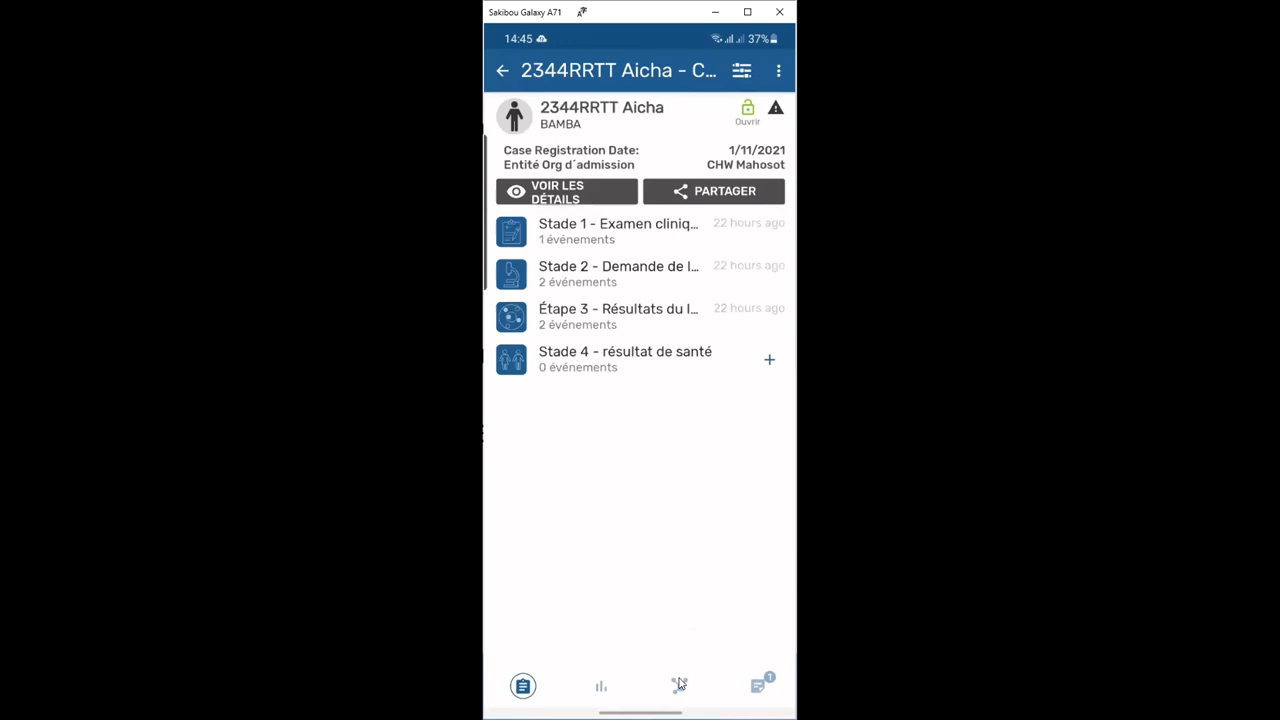 Sakibou Galaxy A71
14:45 37%
2344RRTT Aicha - C...
2344RRTT Aicha
BAMBA
Ouvrir
Case Registration Date: 1/11/2021
Entité Org d´admission CHW Mahosot
VOIR LES
DÉTAILS
PARTAGER
Stade 1 - Examen cliniq... 22 hours ago
1 événements
Stade 2 - Demande de l... 22 hours ago
2 événements
Étape 3 - Résultats du l... 22 hours ago
2 événements
Stade 4 - résultat de santé +
0 événements
1